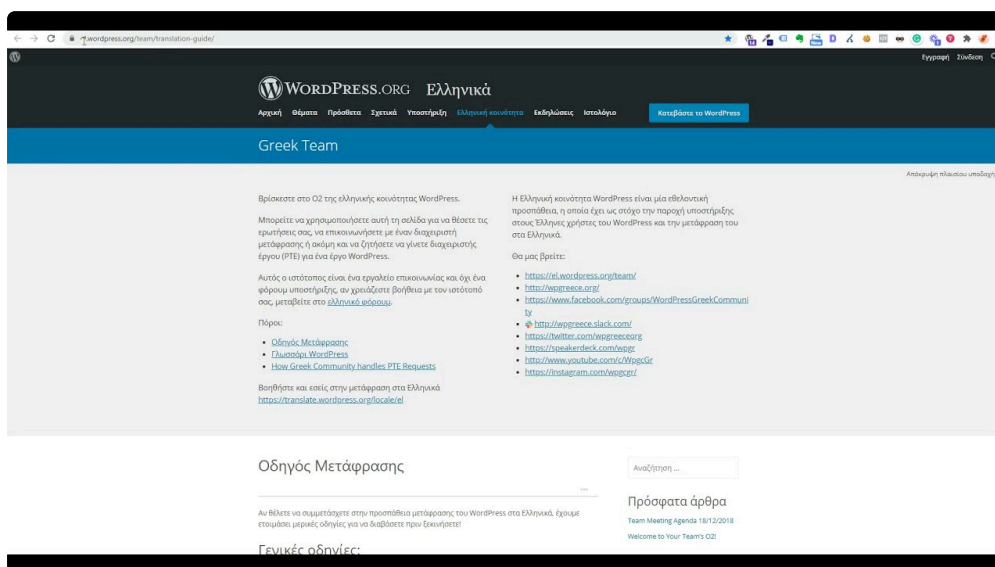 wordpress.org/team/translation-guide/
Εγγραφή Σύνδεση
WORDPRESS.ORG Ελληνικά
Αρχική Θέματα Πρόσθετα Σχετικά Υποστήριξη Ελληνική κοινότητα Εκδηλώσεις Ιστολόγιο Κατεβάστε το WordPress
Greek Team
Απόκρυψη πλαισίου υποδοχή
Βρίσκεστε στο O2 της ελληνικής κοινότητας WordPress.
Μπορείτε να χρησιμοποιήσετε αυτή τη σελίδα για να θέσετε τις
ερωτήσεις σας, να επικοινωνήσετε με έναν διαχειριστή
μετάφρασης ή ακόμη και να ζητήσετε να γίνετε διαχειριστής
έργου (PTE) για ένα έργο WordPress.
Αυτός ο ιστότοπος είναι ένα εργαλείο επικοινωνίας και όχι ένα
φόρουμ υποστήριξης, αν χρειάζεστε βοήθεια με τον ιστότοπό
σας, μεταβείτε στο ελληνικό φόρουμ.
Πόροι:
• Οδηγός Μετάφρασης
• Γλωσσάρι WordPress
• How Greek Community handles PTE Requests
Βοηθήστε και εσείς στην μετάφραση στα Ελληνικά
https://translate.wordpress.org/locale/el
Η Ελληνική κοινότητα WordPress είναι μία εθελοντική
προσπάθεια, η οποία έχει ως στόχο την παροχή υποστήριξης
στους Έλληνες χρήστες του WordPress και την μετάφραση του
στα Ελληνικά.
Θα μας βρείτε:
• https://el.wordpress.org/team/
• http://wpgreece.org/
• https://www.facebook.com/groups/WordPressGreekCommuni
ty
• http://wpgreece.slack.com/
• https://twitter.com/wpgreeceorg
• https://speakerdeck.com/wpgr
• http://www.youtube.com/c/WpgcGr
• https://instagram.com/wpgcgr/
Οδηγός Μετάφρασης
Αν θέλετε να συμμετάσχετε στην προσπάθεια μετάφρασης του WordPress στα Ελληνικά, έχουμε
ετοιμάσει μερικές οδηγίες για να διαβάσετε πριν ξεκινήσετε!
Γενικές οδηγίες:
Αναζήτηση ...
Πρόσφατα άρθρα
Team Meeting Agenda 18/12/2018
Welcome to Your Team's O2!